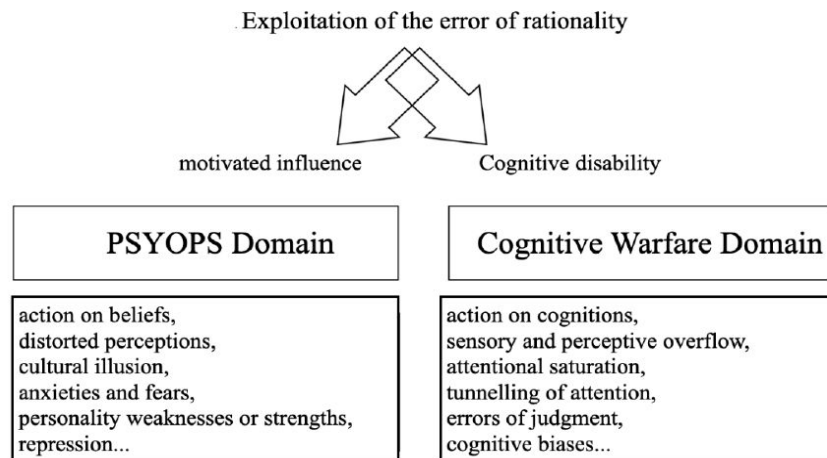 Exploitation of the error of rationality
motivated influence
Cognitive disability
PSYOPS Domain
action on beliefs,
distorted perceptions,
cultural illusion,
anxieties and fears,
personality weaknesses or strengths,
repression...
Cognitive Warfare Domain
action on cognitions,
sensory and perceptive overflow,
attentional saturation,
tunnelling of attention,
errors of judgment,
cognitive biases...